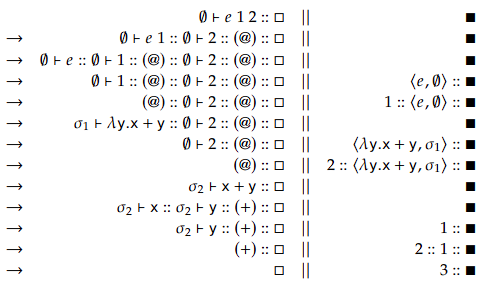 ∅ ⊢ e 1 2 :: □ || ■
→ ∅ ⊢ e 1 :: ∅ ⊢ 2 :: (@) :: □ || ■
→ ∅ ⊢ e :: ∅ ⊢ 1 :: (@) :: ∅ ⊢ 2 :: (@) :: □ || ■
→ ∅ ⊢ 1 :: (@) :: ∅ ⊢ 2 :: (@) :: □ || ⟨e, ∅⟩ :: ■
→ (@) :: ∅ ⊢ 2 :: (@) :: □ || 1 :: ⟨e, ∅⟩ :: ■
→ σ₁ ⊢ λy.x + y :: ∅ ⊢ 2 :: (@) :: □ || ■
→ ∅ ⊢ 2 :: (@) :: □ || ⟨λy.x + y, σ₁⟩ :: ■
→ (@) :: □ || 2 :: ⟨λy.x + y, σ₁⟩ :: ■
→ σ₂ ⊢ x + y :: □ || ■
→ σ₂ ⊢ x :: σ₂ ⊢ y :: (+) :: □ || ■
→ σ₂ ⊢ y :: (+) :: □ || 1 :: ■
→ (+) :: □ || 2 :: 1 :: ■
→ □ || 3 :: ■